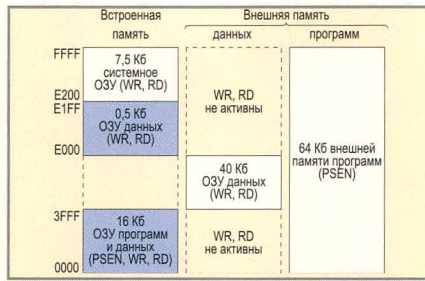 Встроенная память
Внешняя память
данных
программ
FFFF
7,5 Кб
системное
ОЗУ (WR, RD)
E200
E1FF
0,5 Кб
ОЗУ данных
(WR, RD)
E000
WR, RD
не активны
40 Кб
ОЗУ данных
(WR, RD)
64 Кб внешней
памяти программ
(PSEN)
3FFF
16 Кб
ОЗУ программ
и данных
(PSEN, WR, RD)
0000
WR, RD
не активны